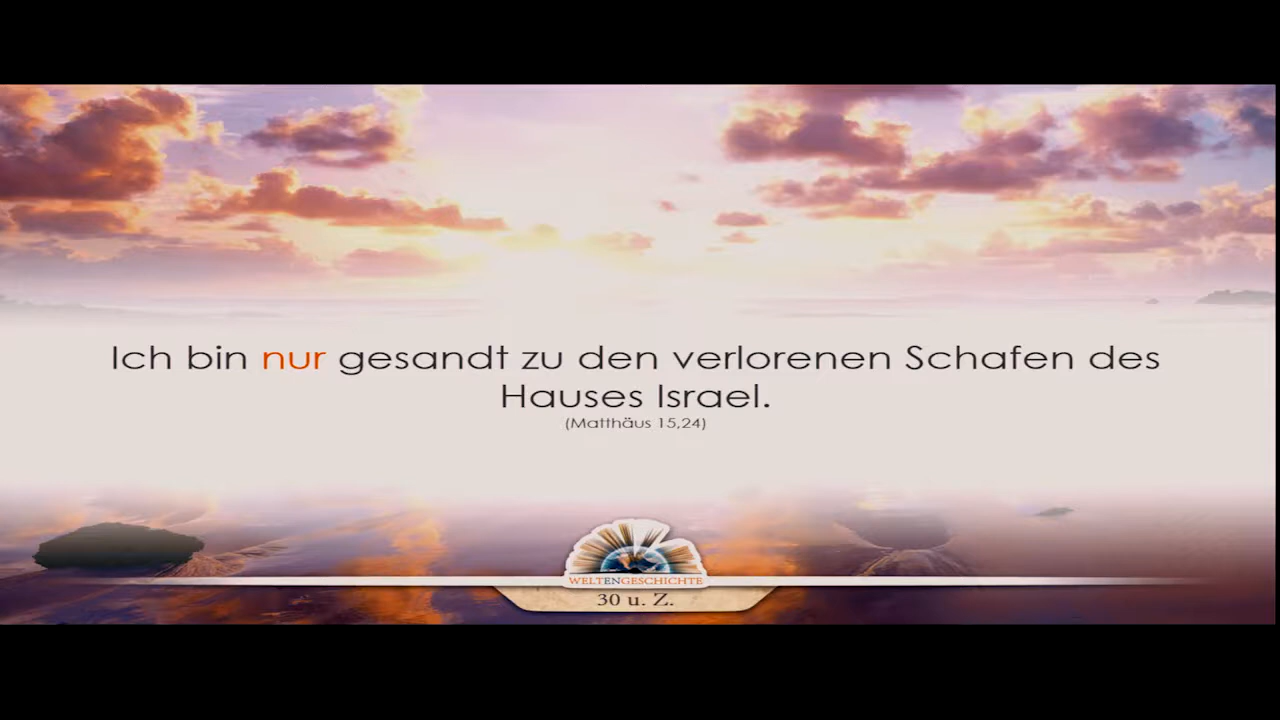 Ich bin nur gesandt zu den verlorenen Schafen des
Hauses Israel.
(Matthäus 15,24)
WELTENGESCHICHTE
30 u. Z.